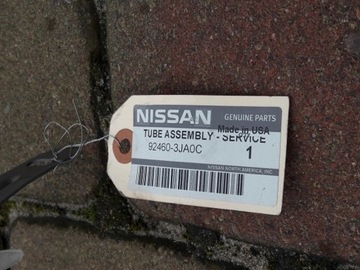 NISSAN GENUINE PARTS
Made in USA
TUBE ASSEMBLY - SERVICE
92460-3JA0C 1
NISSAN NORTH AMERICA, INC.